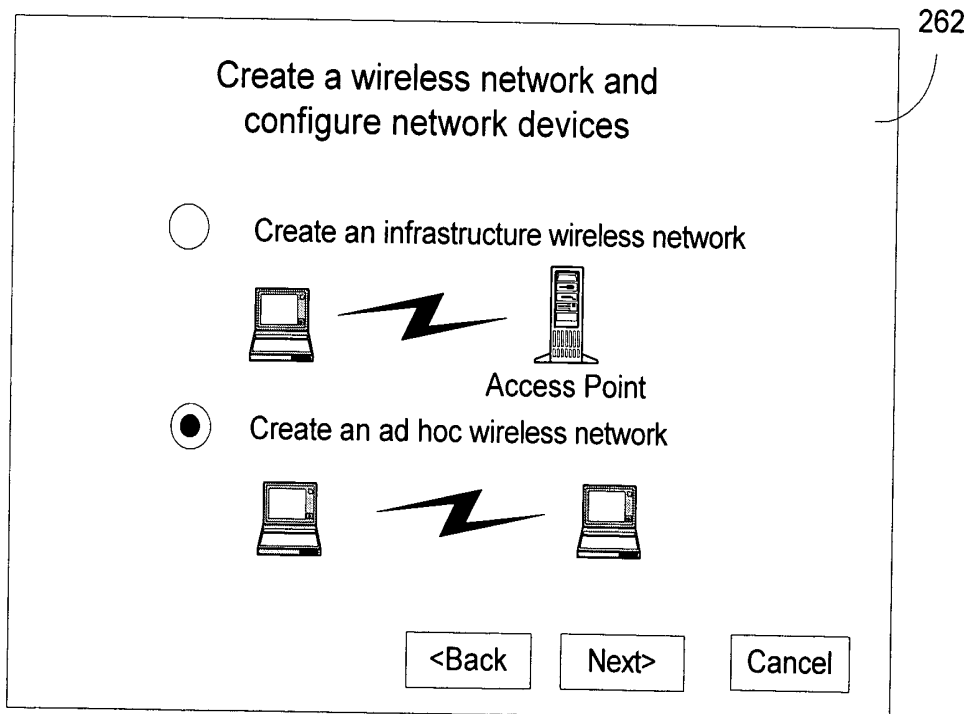 262
Create a wireless network and
configure network devices
Create an infrastructure wireless network
Access Point
Create an ad hoc wireless network
<Back Next> Cancel